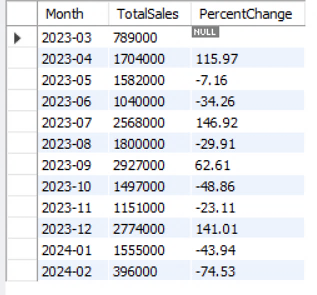 Month TotalSales PercentChange
2023-03 789000 NULL
2023-04 1704000 115.97
2023-05 1582000 -7.16
2023-06 1040000 -34.26
2023-07 2568000 146.92
2023-08 1800000 -29.91
2023-09 2927000 62.61
2023-10 1497000 -48.86
2023-11 1151000 -23.11
2023-12 2774000 141.01
2024-01 1555000 -43.94
2024-02 396000 -74.53